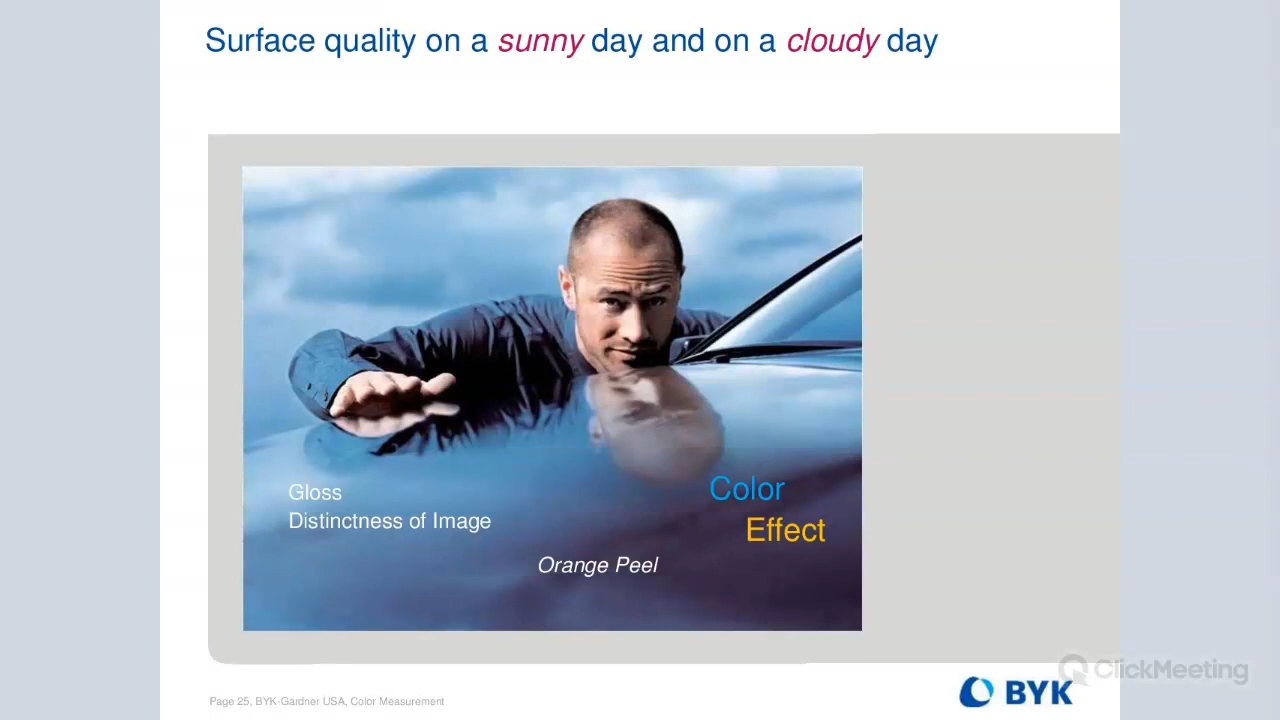 Surface quality on a sunny day and on a cloudy day
Gloss
Distinctness of Image
Color
Effect
Orange Peel
Page 25, BYK-Gardner USA, Color Measurement
BYK
ClickMeeting